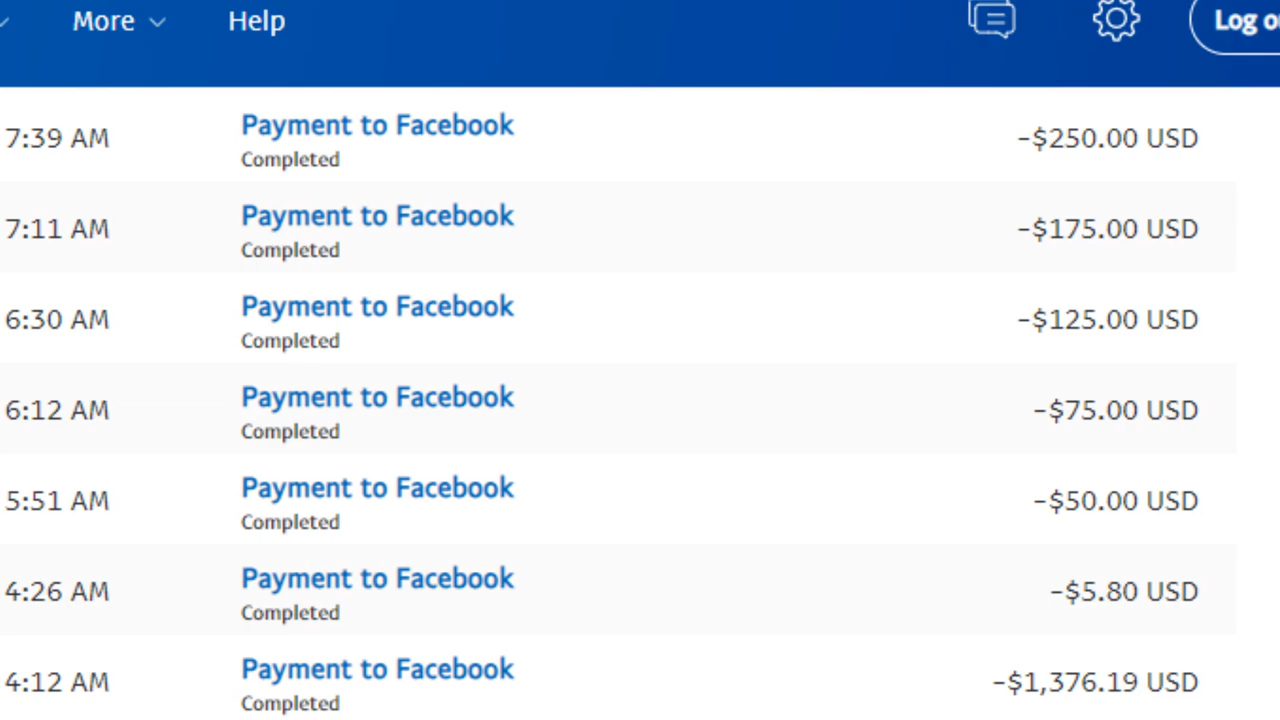 More Help Log o
7:39 AM Payment to Facebook -$250.00 USD
Completed
7:11 AM Payment to Facebook -$175.00 USD
Completed
6:30 AM Payment to Facebook -$125.00 USD
Completed
6:12 AM Payment to Facebook -$75.00 USD
Completed
5:51 AM Payment to Facebook -$50.00 USD
Completed
4:26 AM Payment to Facebook -$5.80 USD
Completed
4:12 AM Payment to Facebook -$1,376.19 USD
Completed